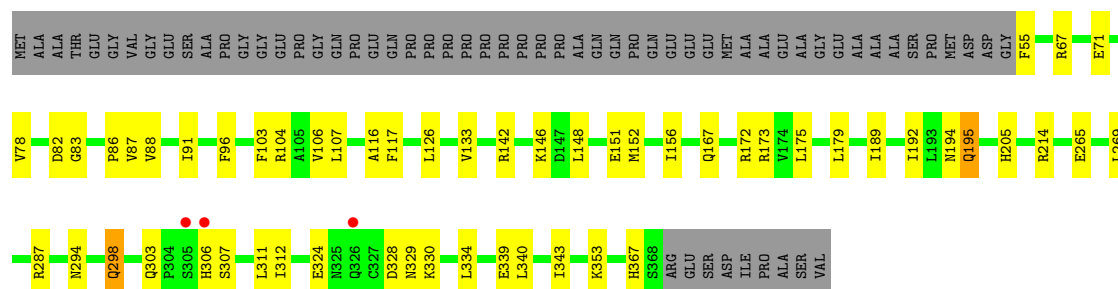 MET ALA ALA THR GLU GLY VAL GLY GLU SER ALA PRO GLY GLY GLU PRO GLY GLN PRO GLU GLN PRO PRO PRO PRO PRO PRO PRO PRO PRO ALA GLN GLN PRO GLN GLU GLU GLU MET ALA ALA GLU ALA GLY GLU ALA ALA ALA SER PRO MET ASP ASP GLY F55 R67 E71
V78 D82 G83 P86 V87 V88 I91 F96 F103 R104 A105 V106 L107 A116 F117 L126 V133 R142 K146 D147 L148 E151 M152 I156 Q167 R172 R173 V174 L175 L179 I189 I192 L193 N194 Q195 H205 R214 E265 L269
R287 N294 Q298 Q303 P304 S305 H306 S307 L311 I312 E324 N325 Q326 C327 D328 N329 K330 L334 E339 L340 I343 K353 H367 S368 ARG GLU SER ASP ILE PRO ALA SER VAL